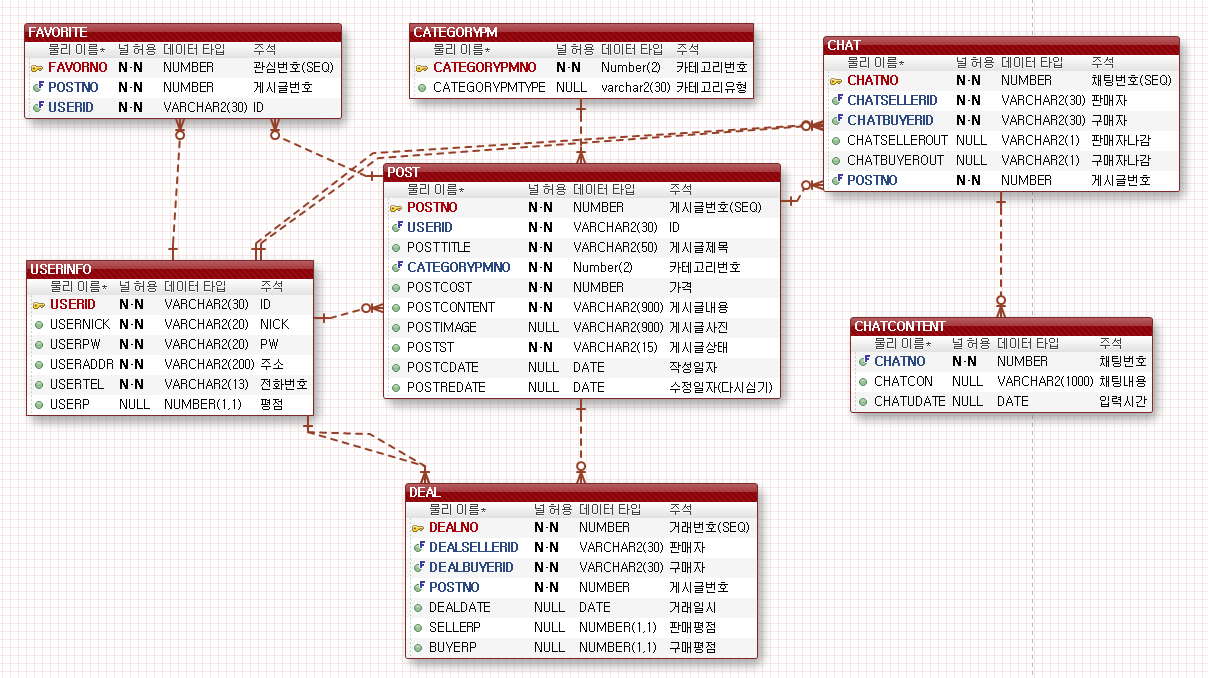 FAVORITE
물리 이름* 널 허용 데이터 타입 주석
FAVORNO N-N NUMBER 관심번호(SEQ)
POSTNO N-N NUMBER 게시글번호
USERID N-N VARCHAR2(30) ID
CATEGORYPM
물리 이름* 널 허용 데이터 타입 주석
CATEGORYPMNO N-N Number(2) 카테고리번호
CATEGORYPMTYPE NULL varchar2(30) 카테고리유형
CHAT
물리 이름* 널 허용 데이터 타입 주석
CHATNO N-N NUMBER 채팅번호(SEQ)
CHATSELLERID N-N VARCHAR2(30) 판매자
CHATBUYERID N-N VARCHAR2(30) 구매자
CHATSELLEROUT NULL VARCHAR2(1) 판매자나감
CHATBUYEROUT NULL VARCHAR2(1) 구매자나감
POSTNO N-N NUMBER 게시글번호
POST
물리 이름* 널 허용 데이터 타입 주석
POSTNO N-N NUMBER 게시글번호(SEQ)
USERID N-N VARCHAR2(30) ID
POSTTITLE N-N VARCHAR2(50) 게시글제목
CATEGORYPMNO N-N Number(2) 카테고리번호
POSTCOST N-N NUMBER 가격
POSTCONTENT N-N VARCHAR2(900) 게시글내용
POSTIMAGE NULL VARCHAR2(900) 게시글사진
POSTST N-N VARCHAR2(15) 게시글상태
POSTCDATE NULL DATE 작성일자
POSTREDATE NULL DATE 수정일자(다시심기)
USERINFO
물리 이름* 널 허용 데이터 타입 주석
USERID N-N VARCHAR2(30) ID
USERNICK N-N VARCHAR2(20) NICK
USERPW N-N VARCHAR2(20) PW
USERADDR N-N VARCHAR2(200) 주소
USERTEL N-N VARCHAR2(13) 전화번호
USERP NULL NUMBER(1,1) 평점
CHATCONTENT
물리 이름* 널 허용 데이터 타입 주석
CHATNO N-N NUMBER 채팅번호
CHATCON NULL VARCHAR2(1000) 채팅내용
CHATUDATE NULL DATE 입력시간
DEAL
물리 이름* 널 허용 데이터 타입 주석
DEALNO N-N NUMBER 거래번호(SEQ)
DEALSELLERID N-N VARCHAR2(30) 판매자
DEALBUYERID N-N VARCHAR2(30) 구매자
POSTNO N-N NUMBER 게시글번호
DEALDATE NULL DATE 거래일시
SELLERP NULL NUMBER(1,1) 판매평점
BUYERP NULL NUMBER(1,1) 구매평점